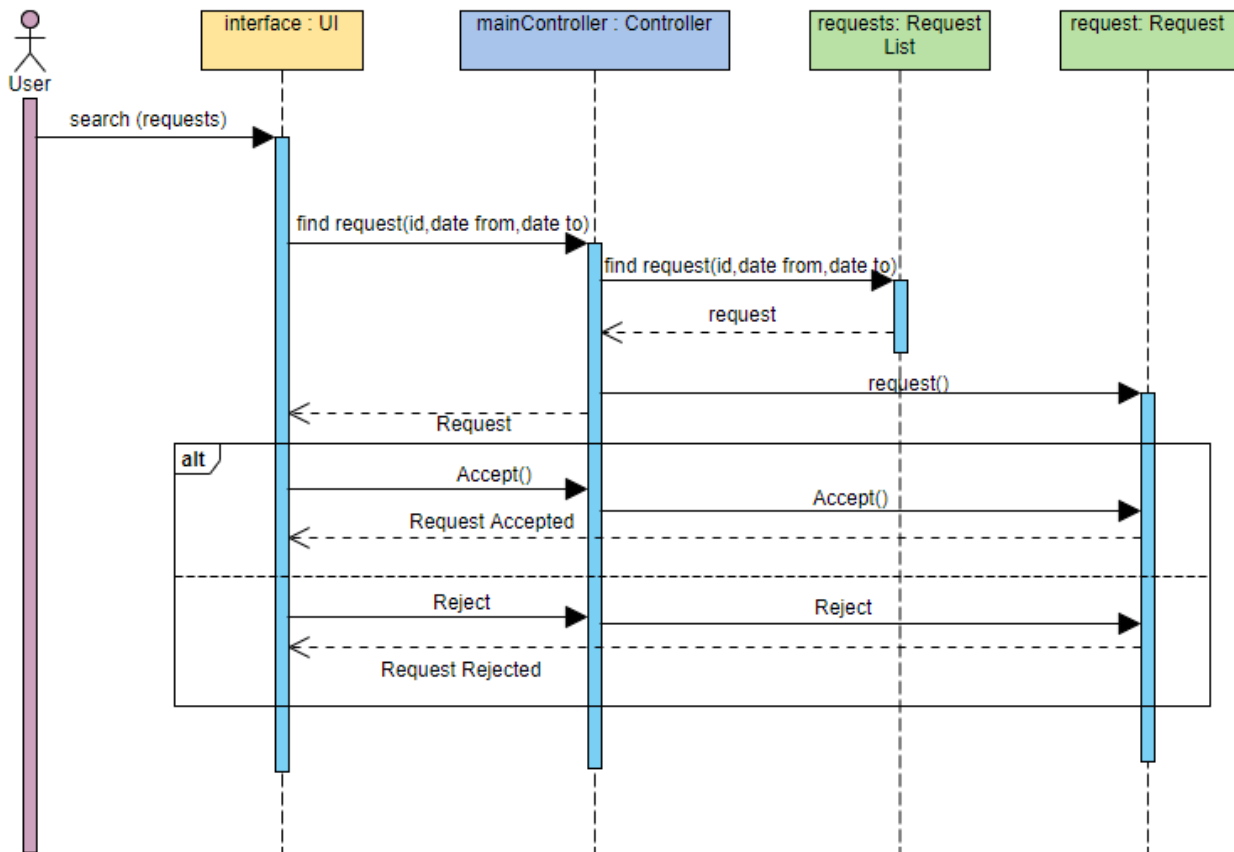 interface : UI
mainController : Controller
requests: Request
List
request: Request
User
search (requests)
find request(id,date from,date to)
find request(id,date from,date to)
request
request()
Request
alt
Accept()
Accept()
Request Accepted
Reject
Reject
Request Rejected